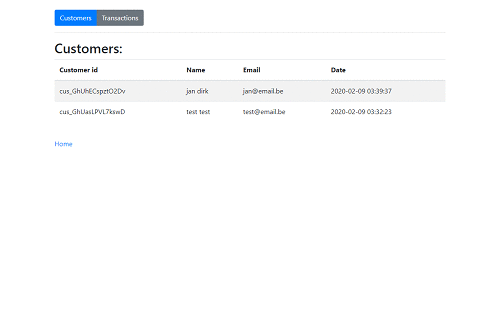 Customers Transactions
Customers:
Customer id Name Email Date
cus_GhUhECspztO2Dv jan dirk jan@email.be 2020-02-09 03:39:37
cus_GhUasLPVL7kswD test test test@email.be 2020-02-09 03:32:23
Home